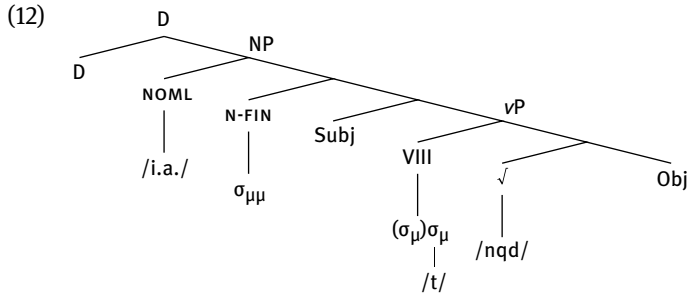 (12)
D
D
NP
NOML
N-FIN
Subj
vP
VIII
√
Obj
/i.a./
σμμ
(σμ)σμ
/nqd/
/t/